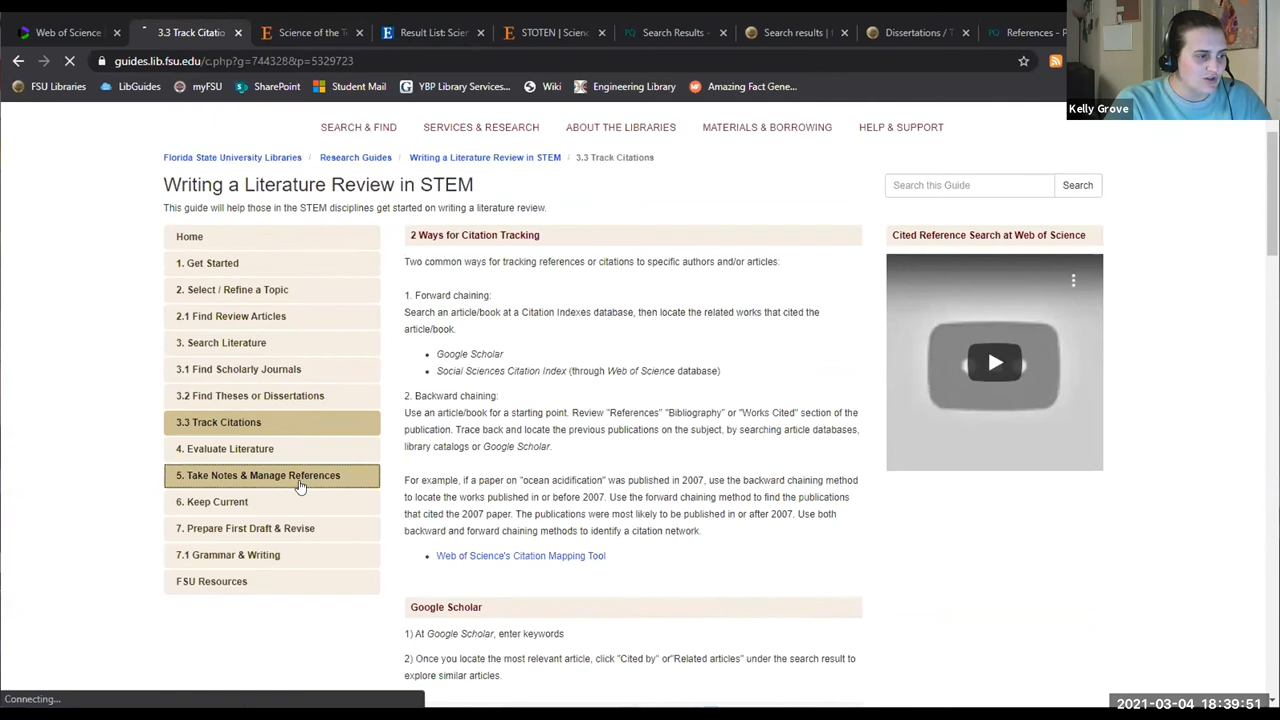 Web of Science
3.3 Track Citatio
Science of the T
Result List: Scien
STOTEN | Scienc
Search Results -
Search results |
Dissertations / T
References - P
guides.lib.fsu.edu/c.php?g=744328&p=5329723
FSU Libraries
LibGuides
myFSU
SharePoint
Student Mail
YBP Library Services...
Wiki
Engineering Library
Amazing Fact Gene...
Kelly Grove
SEARCH & FIND
SERVICES & RESEARCH
ABOUT THE LIBRARIES
MATERIALS & BORROWING
HELP & SUPPORT
Florida State University Libraries / Research Guides / Writing a Literature Review in STEM / 3.3 Track Citations
Writing a Literature Review in STEM
Search this Guide
Search
This guide will help those in the STEM disciplines get started on writing a literature review.
Home
1. Get Started
2. Select / Refine a Topic
2.1 Find Review Articles
3. Search Literature
3.1 Find Scholarly Journals
3.2 Find Theses or Dissertations
3.3 Track Citations
4. Evaluate Literature
5. Take Notes & Manage References
6. Keep Current
7. Prepare First Draft & Revise
7.1 Grammar & Writing
FSU Resources
2 Ways for Citation Tracking
Two common ways for tracking references or citations to specific authors and/or articles:
1. Forward chaining:
Search an article/book at a Citation Indexes database, then locate the related works that cited the
article/book.
• Google Scholar
• Social Sciences Citation Index (through Web of Science database)
2. Backward chaining:
Use an article/book for a starting point. Review "References" "Bibliography" or "Works Cited" section of the
publication. Trace back and locate the previous publications on the subject, by searching article databases,
library catalogs or Google Scholar.
For example, if a paper on "ocean acidification" was published in 2007, use the backward chaining method
to locate the works published in or before 2007. Use the forward chaining method to find the publications
that cited the 2007 paper. The publications were most likely to be published in or after 2007. Use both
backward and forward chaining methods to identify a citation network.
• Web of Science's Citation Mapping Tool
Google Scholar
1) At Google Scholar, enter keywords
2) Once you locate the most relevant article, click "Cited by" or"Related articles" under the search result to
explore similar articles.
Cited Reference Search at Web of Science
Connecting...
2021-03-04 18:39:51